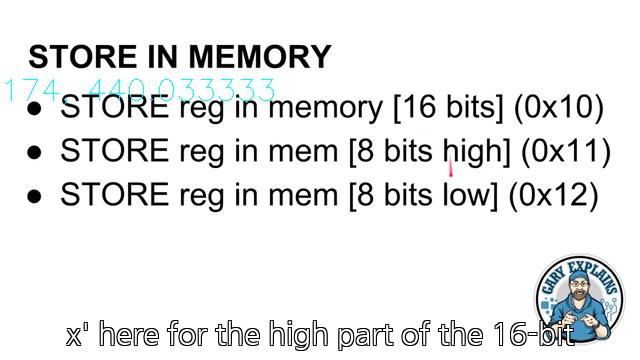 STORE IN MEMORY
174, 440.033333
● STORE reg in memory [16 bits] (0x10)
● STORE reg in mem [8 bits high] (0x11)
● STORE reg in mem [8 bits low] (0x12)
GARY EXPLAINS
x' here for the high part of the 16-bit